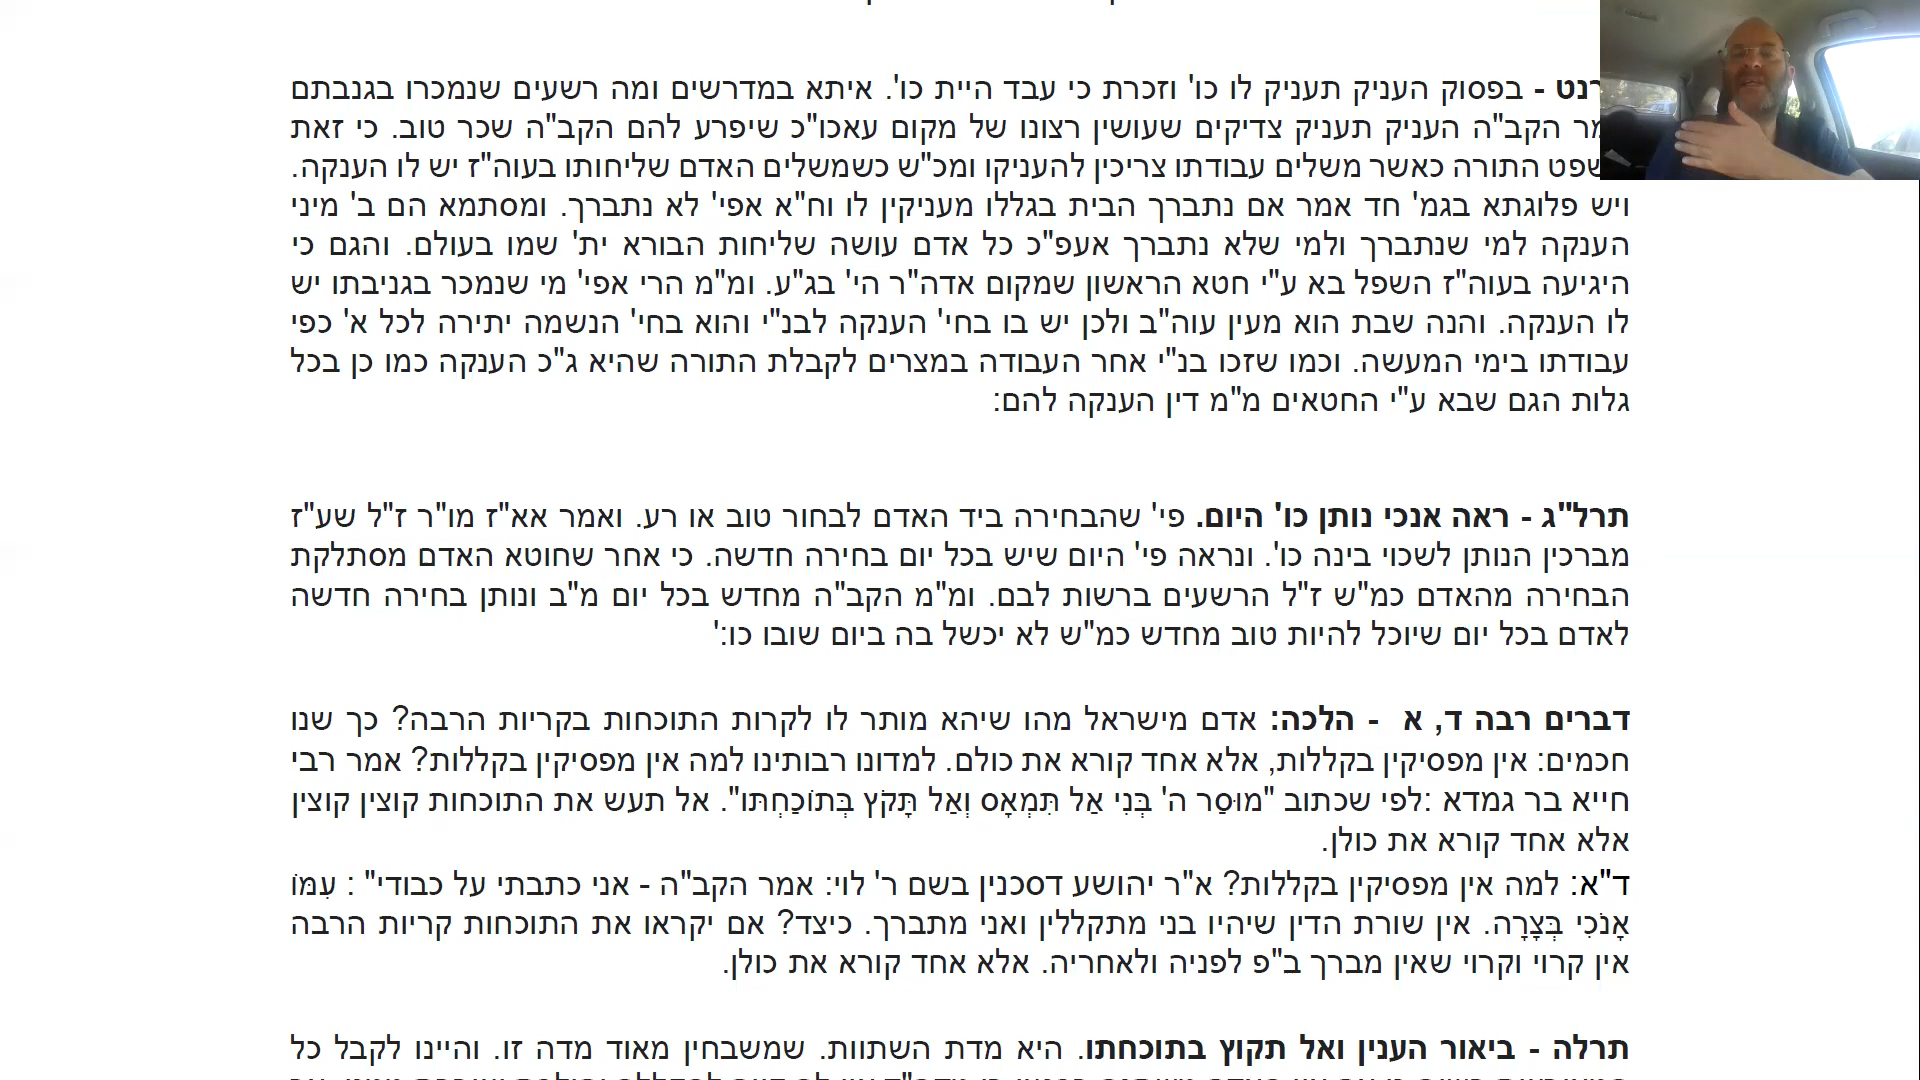 רנט - בפסוק העניק תעניק לו כו' וזכרת כי עבד היית כו'. איתא במדרשים ומה רשעים שנמכרו בגנבתם
הקב"ה העניק תעניק צדיקים שעושין רצונו של מקום עאכו"כ שיפרע להם הקב"ה שכר טוב. כי זאת
התורה כאשר משלים עבודתו צריכין להעניקו ומכ"ש כשמשלים האדם שליחותו בעוה"ז יש לו הענקה.
ויש פלוגתא בגמ' חד אמר אם נתברך הבית בגללו מעניקין לו וח"א אפי' לא נתברך. ומסתמא הם ב' מיני
הענקה למי שנתברך ולמי שלא נתברך אעפ"כ כל אדם עושה שליחות הבורא ית' שמו בעולם. והגם כי
היגיעה בעוה"ז השפל בא ע"י חטא הראשון שמקום אדה"ר הי' בג"ע. ומ"מ הרי אפי' מי שנמכר בגניבתו יש
לו הענקה. והנה שבת הוא מעין עוה"ב ולכן יש בו בחי' הענקה לבנ"י והוא בחי' הנשמה יתירה לכל א' כפי
עבודתו בימי המעשה. וכמו שזכו בנ"י אחר העבודה במצרים לקבלת התורה שהיא ג"כ הענקה כמו כן בכל
גלות הגם שבא ע"י החטאים מ"מ דין הענקה להם:
תרל"ג - ראה אנכי נותן כו' היום. פי' שהבחירה ביד האדם לבחור טוב או רע. ואמר אא"ז מו"ר ז"ל שע"ז
מברכין הנותן לשכוי בינה כו'. ונראה פי' היום שיש בכל יום בחירה חדשה. כי אחר שחוטא האדם מסתלקת
הבחירה מהאדם כמ"ש ז"ל הרשעים ברשות לבם. ומ"מ הקב"ה מחדש בכל יום מ"ב ונותן בחירה חדשה
לאדם בכל יום שיוכל להיות טוב מחדש כמ"ש לא יכשל בה ביום שובו כו:'
דברים רבה ד, א - הלכה: אדם מישראל מהו שיהא מותר לו לקרות התוכחות בקריות הרבה? כך שנו
חכמים: אין מפסיקין בקללות, אלא אחד קורא את כולם. למדונו רבותינו למה אין מפסיקין בקללות? אמר רבי
חייא בר גמדא :לפי שכתוב "מוּסַר ה' בְּנִי אַל תִּמְאָס וְאַל תָּקֹץ בְּתוֹכַחְתּוֹ". אל תעש את התוכחות קוצין קוצין
אלא אחד קורא את כולן.
ד"א: למה אין מפסיקין בקללות? א"ר יהושע דסכנין בשם ר' לוי: אמר הקב"ה - אני כתבתי על כבודי" : עִמּוֹ
אָנֹכִי בְּצָרָה. אין שורת הדין שיהיו בני מתקללין ואני מתברך. כיצד? אם יקראו את התוכחות קריות הרבה
אין קרוי וקרוי שאין מברך ב"פ לפניה ולאחריה. אלא אחד קורא את כולן.
תרלה - ביאור הענין ואל תקוץ בתוכחתו. היא מדת השתוות. שמשבחין מאוד מדה זו. והיינו לקבל כל